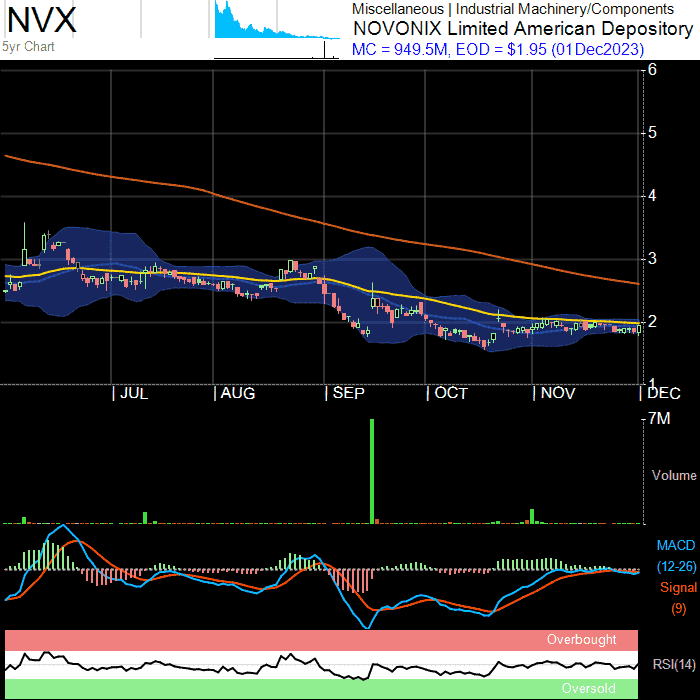 NVX
5yr Chart
Miscellaneous | Industrial Machinery/Components
NOVONIX Limited American Depository
MC = 949.5M, EOD = $1.95 (01Dec2023)
6
5
4
3
2
1
JUL AUG SEP OCT NOV DEC
7M
Volume
MACD
(12-26)
Signal
(9)
Overbought
RSI(14)
Oversold